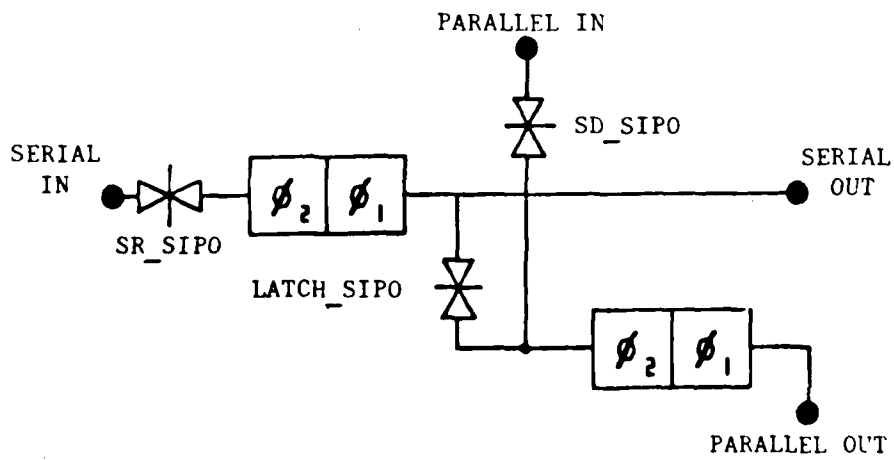 PARALLEL IN
SD_SIPO
SERIAL
IN
SERIAL
OUT
ϕ₂ ϕ₁
SR_SIPO
LATCH_SIPO
ϕ₂ ϕ₁
PARALLEL OUT